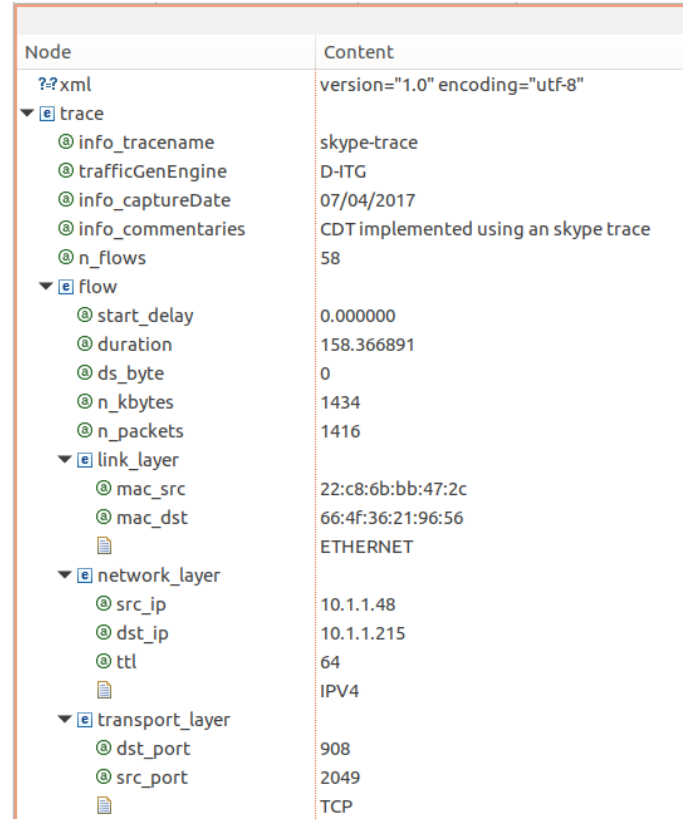 Node Content
?=? xml version="1.0" encoding="utf-8"
e trace
@ info_tracename skype-trace
@ trafficGenEngine D-ITG
@ info_captureDate 07/04/2017
@ info_commentaries CDT implemented using an skype trace
@ n_flows 58
e flow
@ start_delay 0.000000
@ duration 158.366891
@ ds_byte 0
@ n_kbytes 1434
@ n_packets 1416
e link_layer
@ mac_src 22:c8:6b:bb:47:2c
@ mac_dst 66:4f:36:21:96:56
ETHERNET
e network_layer
@ src_ip 10.1.1.48
@ dst_ip 10.1.1.215
@ ttl 64
IPV4
e transport_layer
@ dst_port 908
@ src_port 2049
TCP